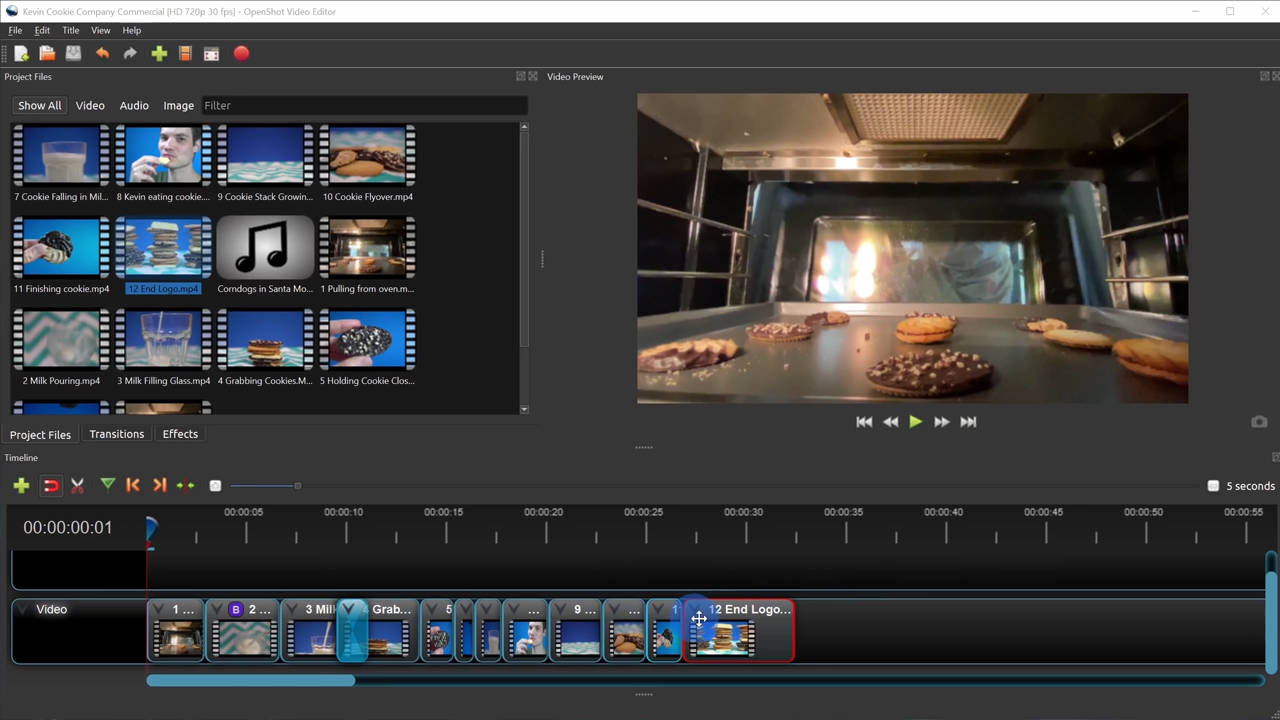 Kevin Cookie Company Commercial [HD 720p 30 fps] - OpenShot Video Editor
File Edit Title View Help
Project Files
Video Preview
Show All Video Audio Image Filter
7 Cookie Falling in Mil... 8 Kevin eating cookie.... 9 Cookie Stack Growin... 10 Cookie Flyover.mp4
11 Finishing cookie.mp4 12 End Logo.mp4 Corndogs in Santa Mo... 1 Pulling from oven.m...
2 Milk Pouring.mp4 3 Milk Filling Glass.mp4 4 Grabbing Cookies.M... 5 Holding Cookie Clos...
Project Files Transitions Effects
Timeline
5 seconds
00:00:00:01
00:00:05 00:00:10 00:00:15 00:00:20 00:00:25 00:00:30 00:00:35 00:00:40 00:00:45 00:00:50 00:00:55
Video
1 ... B 2 ... 3 Mil Grab... 5 ... 9 ... ... 1 12 End Logo...